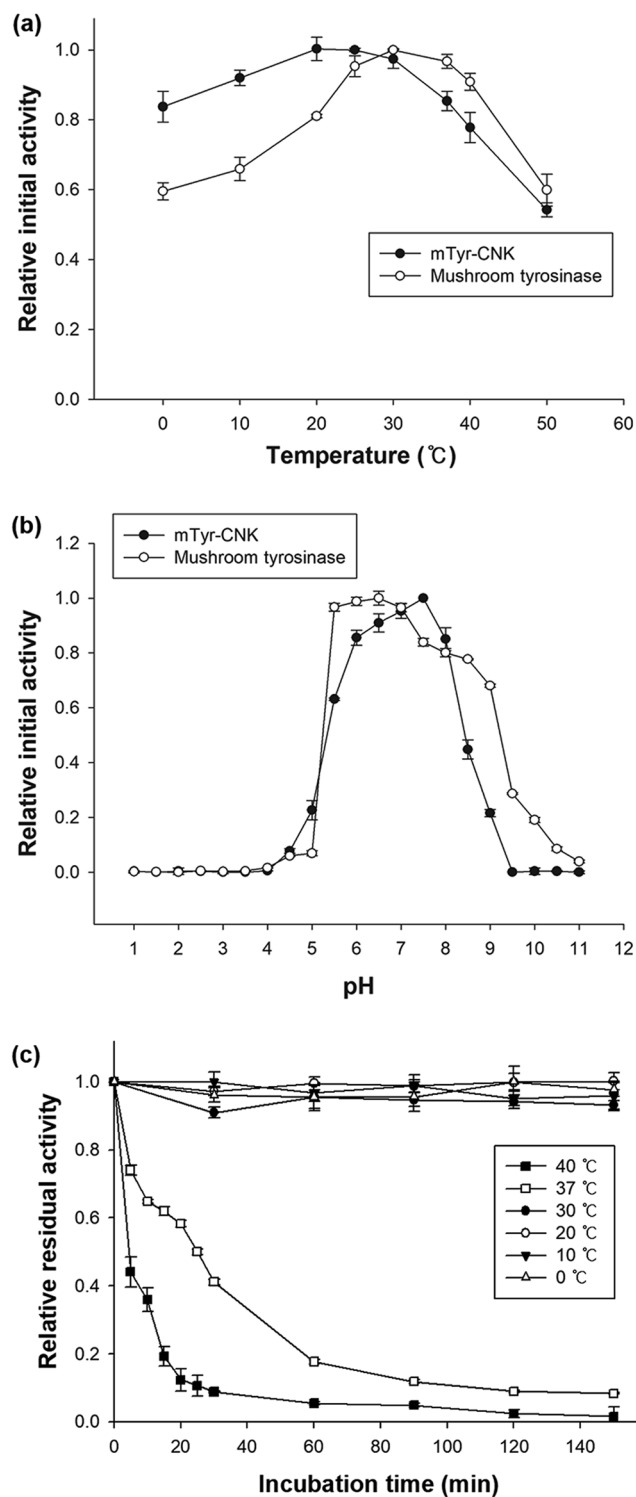 (a)
1.0
0.8
0.6
0.4
0.2
0.0
Relative initial activity
mTyr-CNK
Mushroom tyrosinase
0 10 20 30 40 50 60
Temperature (℃)
(b)
mTyr-CNK
Mushroom tyrosinase
1.2
1.0
0.8
0.6
0.4
0.2
0.0
Relative initial activity
1 2 3 4 5 6 7 8 9 10 11 12
pH
(c)
1.0
0.8
0.6
0.4
0.2
0.0
Relative residual activity
40 ℃
37 ℃
30 ℃
20 ℃
10 ℃
0 ℃
0 20 40 60 80 100 120 140
Incubation time (min)